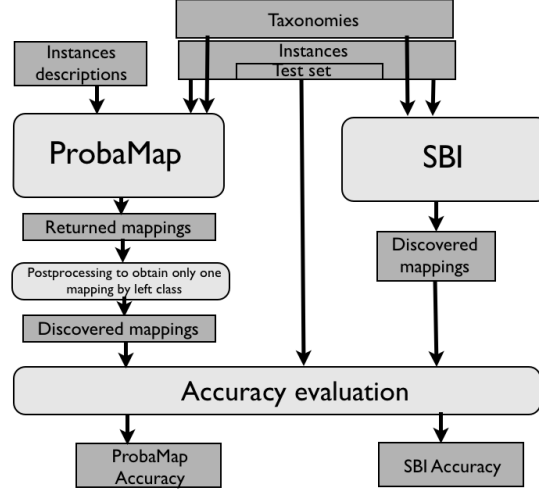 Taxonomies
Instances
Test set
Instances
descriptions
ProbaMap
SBI
Returned mappings
Discovered
mappings
Postprocessing to obtain only one
mapping by left class
Discovered mappings
Accuracy evaluation
ProbaMap
Accuracy
SBI Accuracy